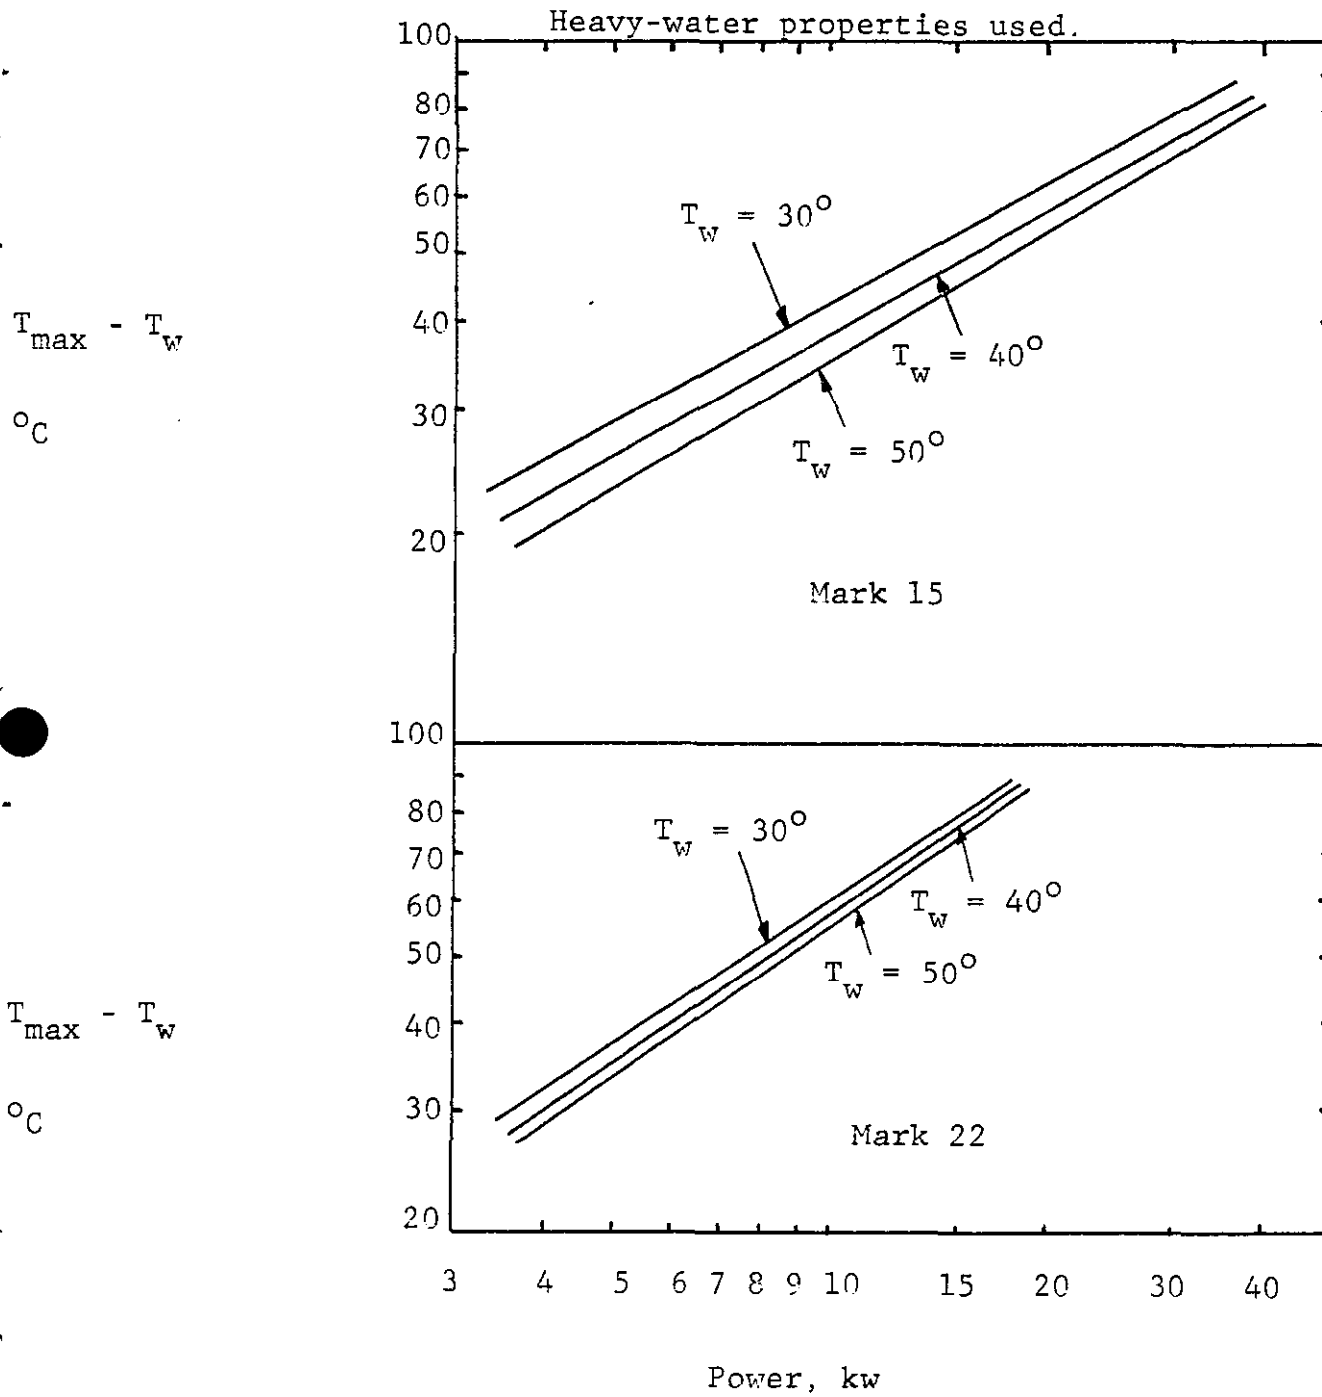 Heavy-water properties used.
100
80
70
60
50
40
30
20
T_w = 30°
T_w = 40°
T_w = 50°
T_max - T_w
°C
Mark 15
100
80
70
60
50
40
30
20
T_w = 30°
T_w = 40°
T_w = 50°
T_max - T_w
°C
Mark 22
3 4 5 6 7 8 9 10 15 20 30 40
Power, kw